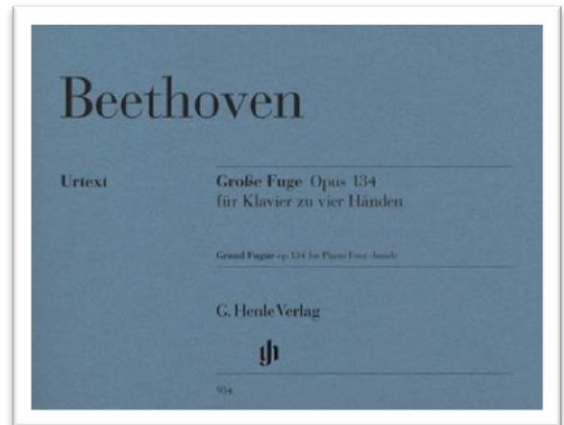 Beethoven
Urtext
Große Fuge Opus 134
für Klavier zu vier Händen
Grand Fugue op. 134 for Piano Four-hands
G. Henle Verlag
954